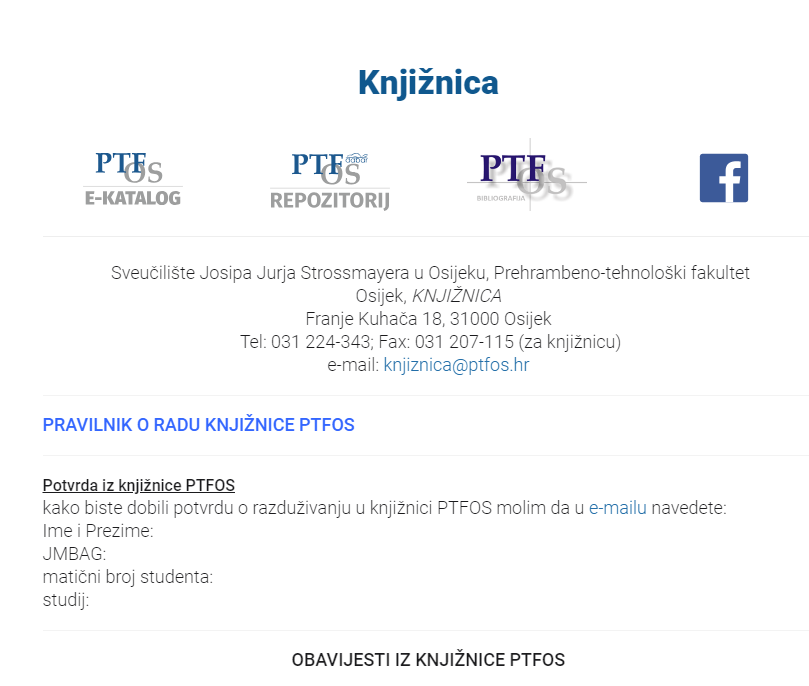 Knjižnica
PTF
OS
E-KATALOG
PTF
OS
REPOZITORIJ
PTF
OS
BIBLIOGRAFIJA
f
Sveučilište Josipa Jurja Strossmayera u Osijeku, Prehrambeno-tehnološki fakultet
Osijek, KNJIŽNICA
Franje Kuhača 18, 31000 Osijek
Tel: 031 224-343; Fax: 031 207-115 (za knjižnicu)
e-mail: knjiznica@ptfos.hr
PRAVILNIK O RADU KNJIŽNICE PTFOS
Potvrda iz knjižnice PTFOS
kako biste dobili potvrdu o razduživanju u knjižnici PTFOS molim da u e-mailu navedete:
Ime i Prezime:
JMBAG:
matični broj studenta:
studij:
OBAVIJESTI IZ KNJIŽNICE PTFOS